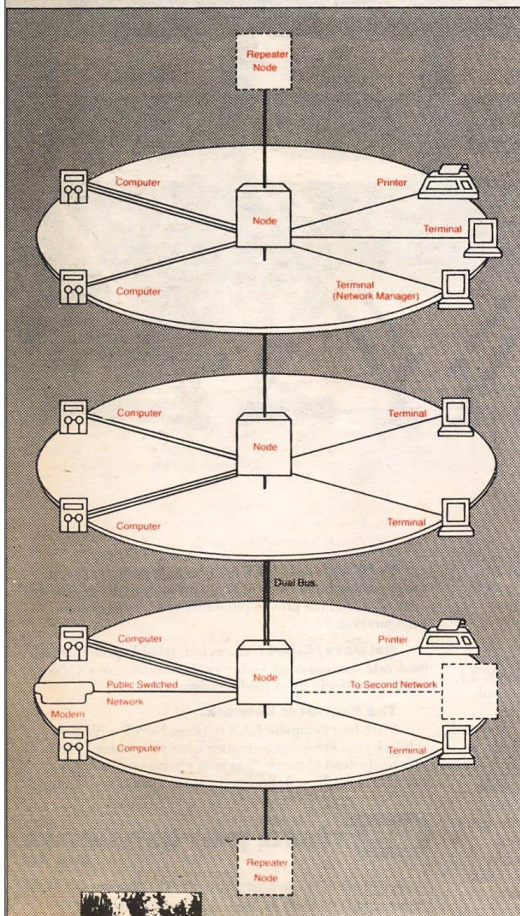 Repeater
Node
Computer
Printer
Node
Terminal
Computer
Terminal
(Network Manager)
Computer
Terminal
Node
Computer
Terminal
Dual Bus.
Computer
Printer
Public Switched
Node
To Second Network
Network
Modem
Computer
Terminal
Repeater
Node